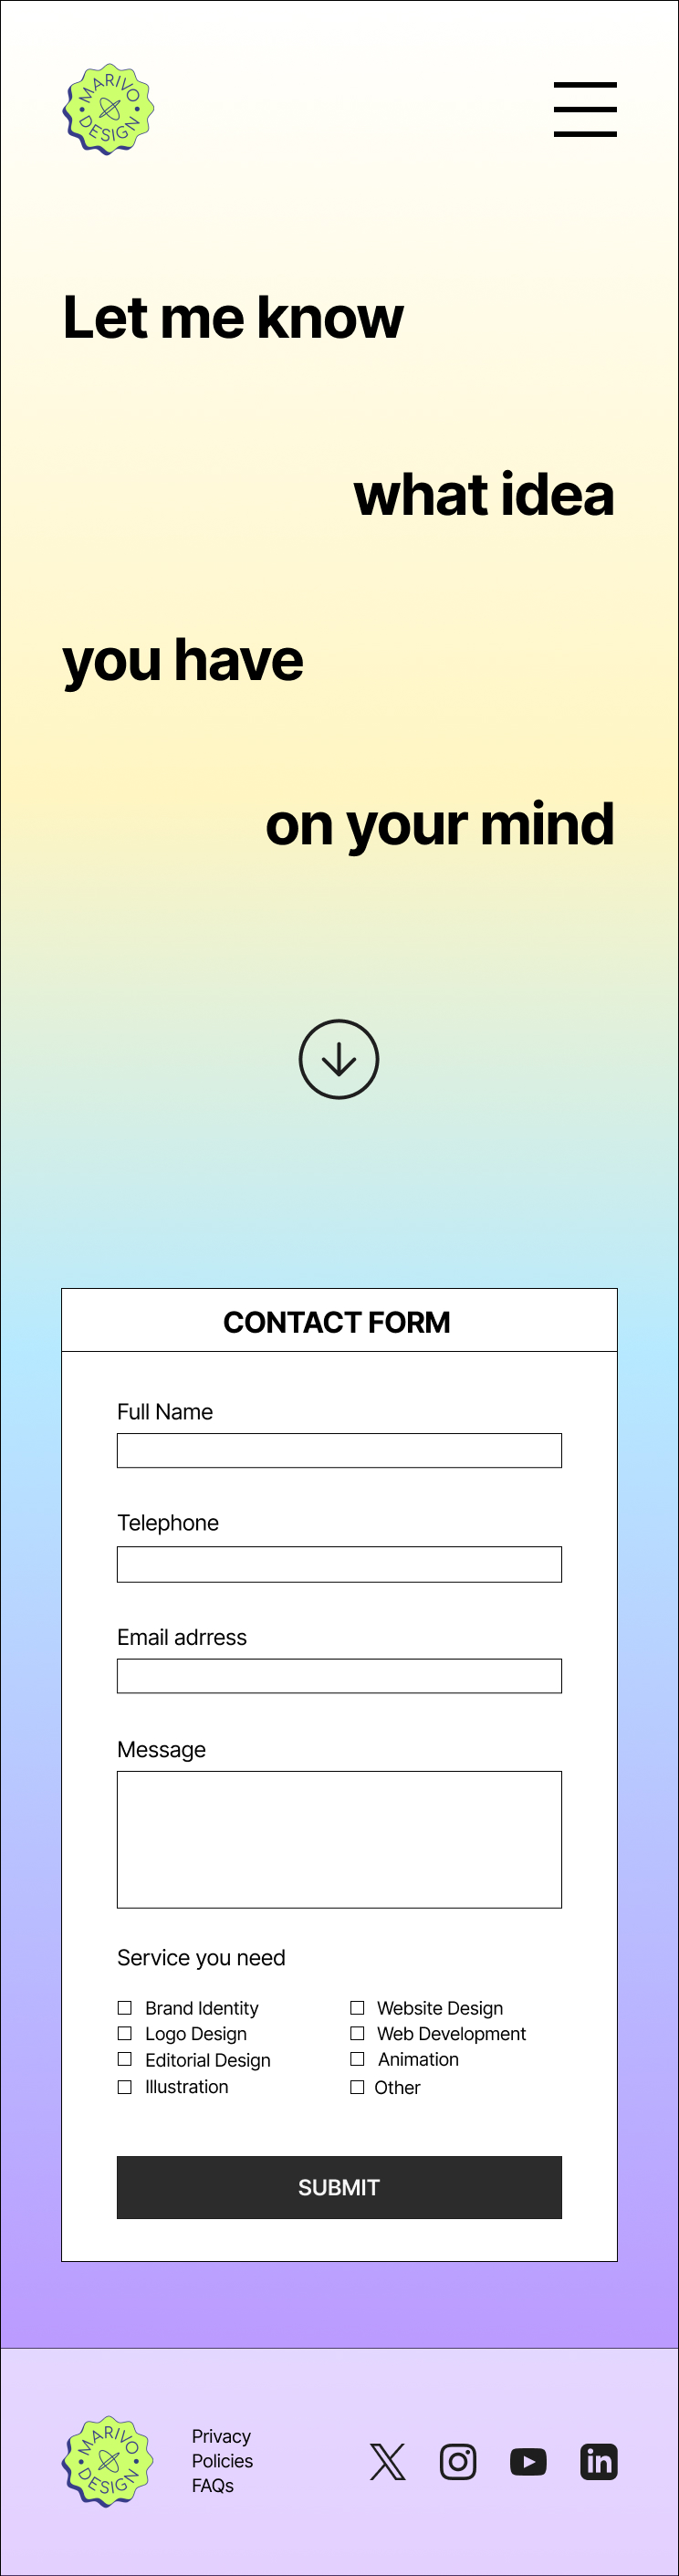 MARIVO
DESIGN
Let me know
what idea
you have
on your mind
CONTACT FORM
Full Name
Telephone
Email adrress
Message
Service you need
Brand Identity
Website Design
Logo Design
Web Development
Editorial Design
Animation
Illustration
Other
SUBMIT
MARIVO
DESIGN
Privacy
Policies
FAQs